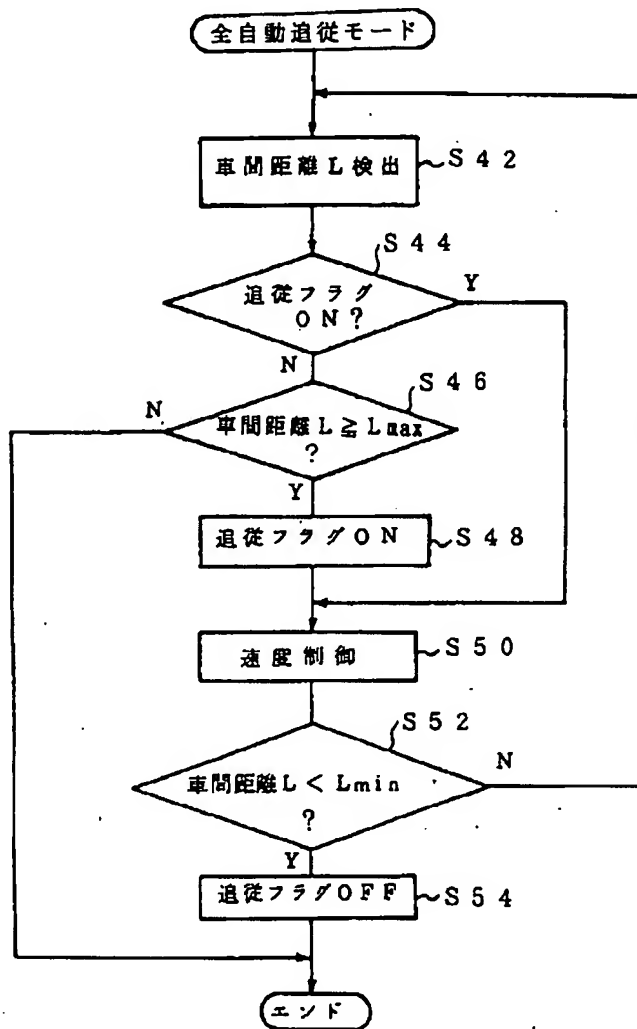 全自動追従モード
車間距離L検出
S42
S44
追従フラグ
ON?
Y
N
S46
N
車間距離L≧Lmax
?
Y
追従フラグON
S48
速度制御
S50
S52
車間距離L<Lmin
?
N
Y
追従フラグOFF
S54
エンド